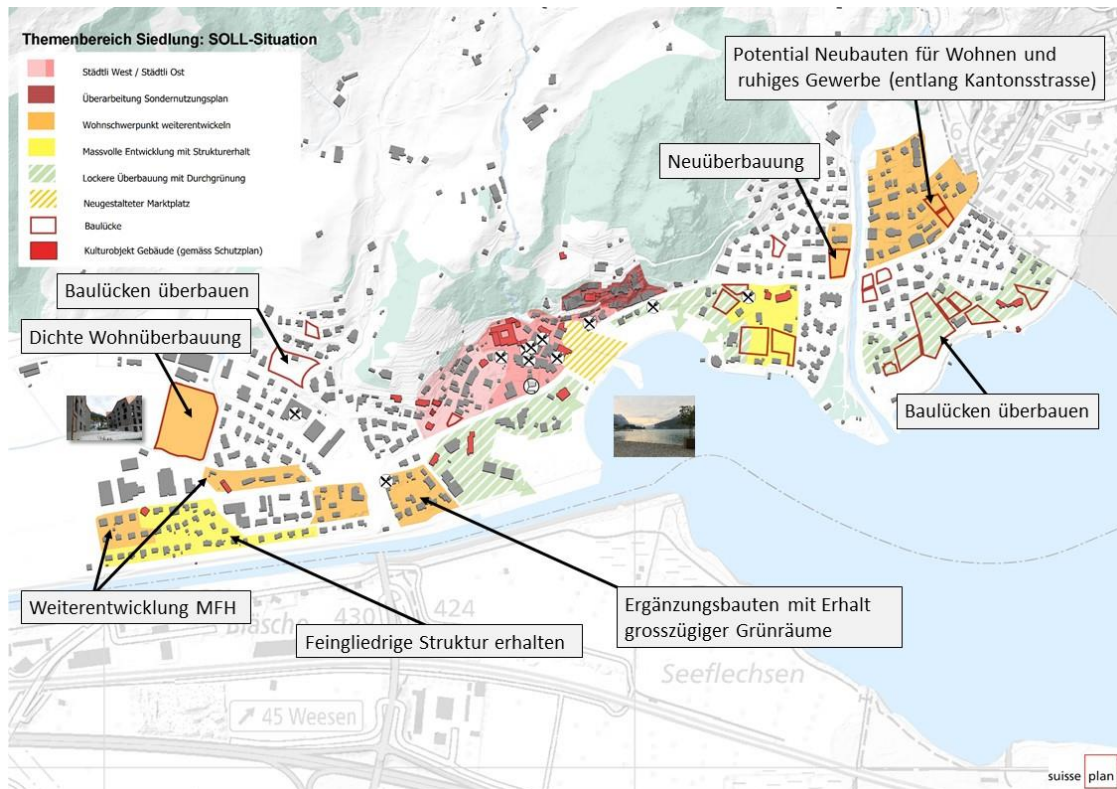 Themenbereich Siedlung: SOLL-Situation
Städtli West / Städtli Ost
Überarbeitung Sondernutzungsplan
Wohnschwerpunkt weiterentwickeln
Massvolle Entwicklung mit Strukturerhalt
Lockere Überbauung mit Durchgrünung
Neugestalteter Marktplatz
Baulücke
Kulturobjekt Gebäude (gemäss Schutzplan)
Potential Neubauten für Wohnen und
ruhiges Gewerbe (entlang Kantonsstrasse)
Neuüberbauung
6
Baulücken überbauen
Dichte Wohnüberbauung
Baulücken überbauen
Weiterentwicklung MFH
Feingliedrige Struktur erhalten
Ergänzungsbauten mit Erhalt
grosszügiger Grünräume
Bläsche
430
424
Seeflechsen
45 Weesen
suisse plan